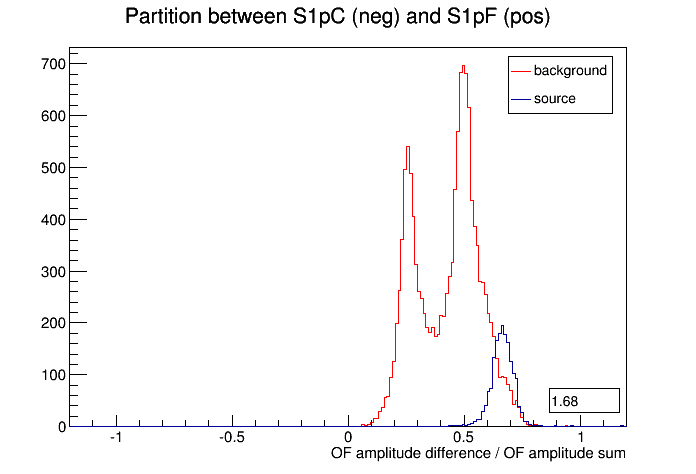 Partition between S1pC (neg) and S1pF (pos)
700
600
500
400
300
200
100
0
background
source
1.68
-1 -0.5 0 0.5 1
OF amplitude difference / OF amplitude sum